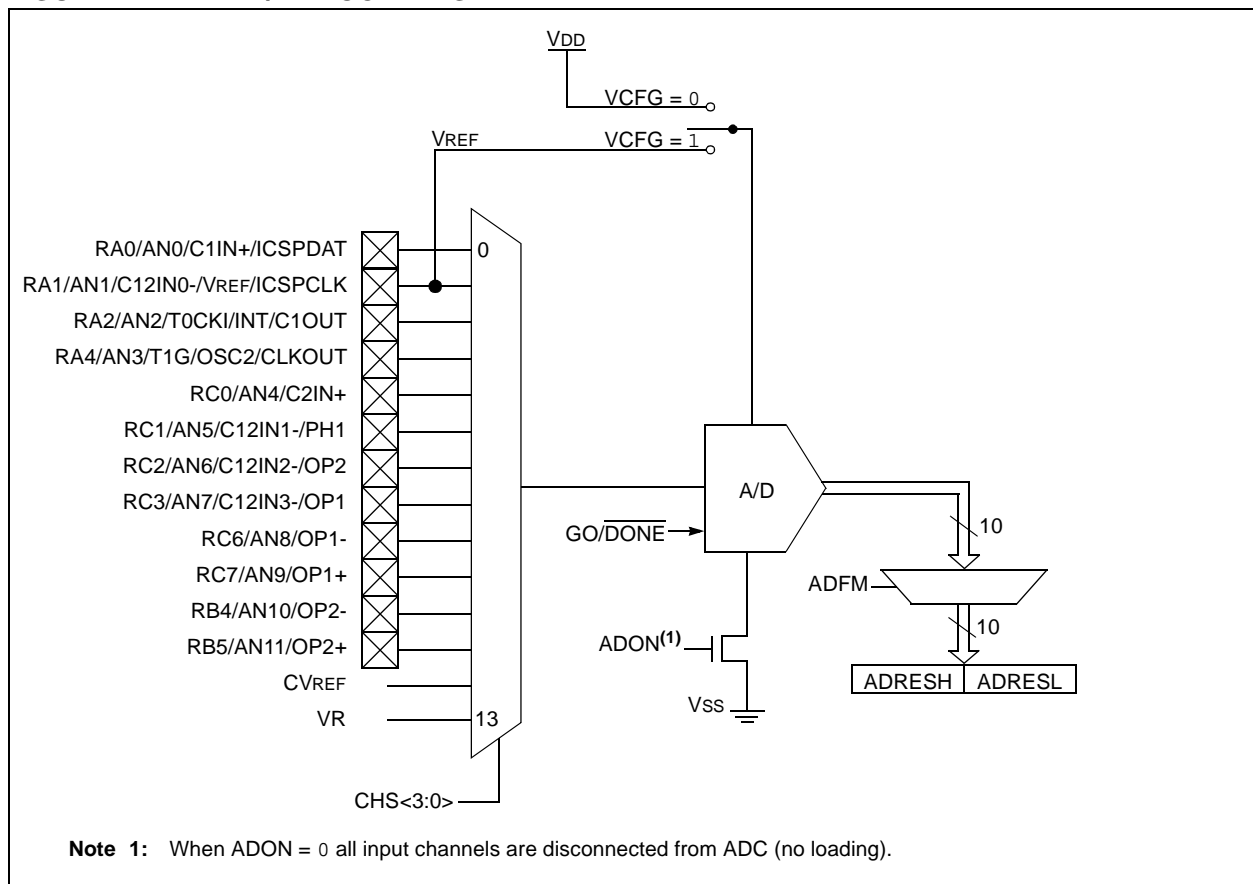 VDD
VCFG = 0
VREF
VCFG = 1
RA0/AN0/C1IN+/ICSPDAT
0
RA1/AN1/C12IN0-/VREF/ICSPCLK
RA2/AN2/T0CKI/INT/C1OUT
RA4/AN3/T1G/OSC2/CLKOUT
RC0/AN4/C2IN+
RC1/AN5/C12IN1-/PH1
RC2/AN6/C12IN2-/OP2
RC3/AN7/C12IN3-/OP1
RC6/AN8/OP1-
RC7/AN9/OP1+
RB4/AN10/OP2-
RB5/AN11/OP2+
CVREF
VR
13
CHS<3:0>
A/D
GO/DONE
10
ADFM
10
ADON(1)
ADRESH ADRESL
VSS
Note 1: When ADON = 0 all input channels are disconnected from ADC (no loading).